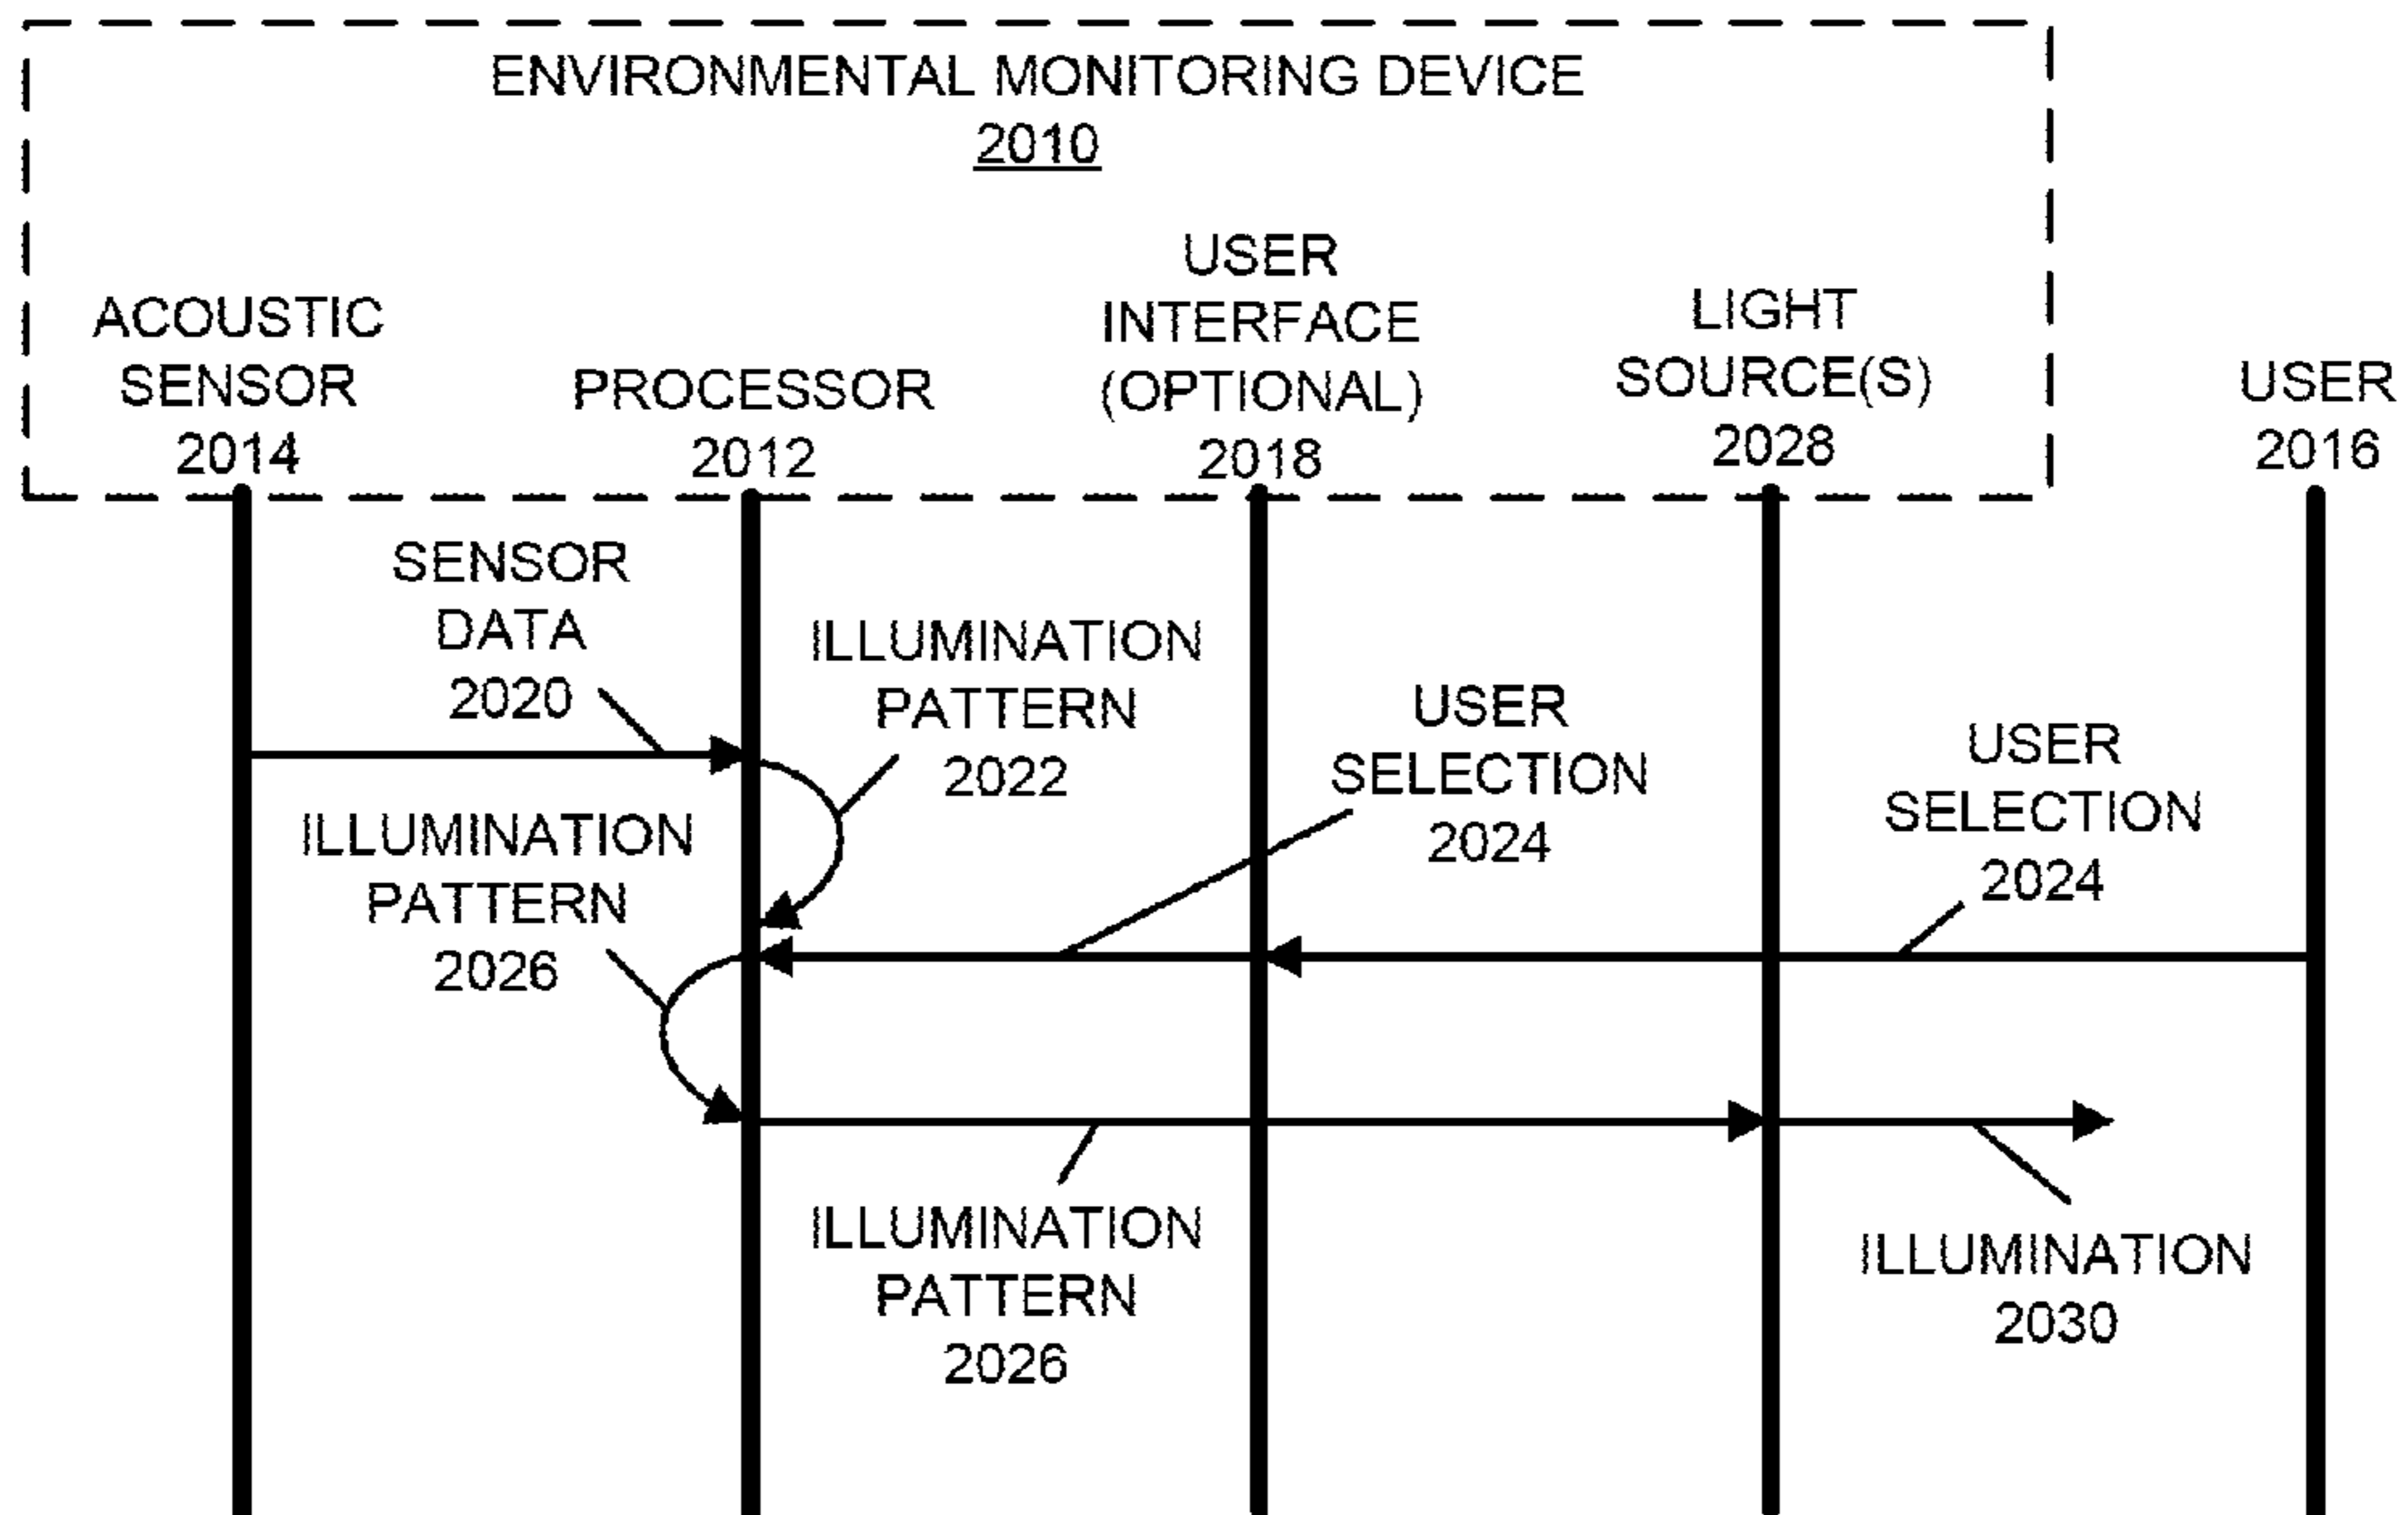 ENVIRONMENTAL MONITORING DEVICE
2010
ACOUSTIC
SENSOR
2014
PROCESSOR
2012
USER
INTERFACE
(OPTIONAL)
2018
LIGHT
SOURCE(S)
2028
USER
2016
SENSOR
DATA
2020
ILLUMINATION
PATTERN
2022
USER
SELECTION
2024
USER
SELECTION
2024
ILLUMINATION
PATTERN
2026
ILLUMINATION
PATTERN
2026
ILLUMINATION
2030